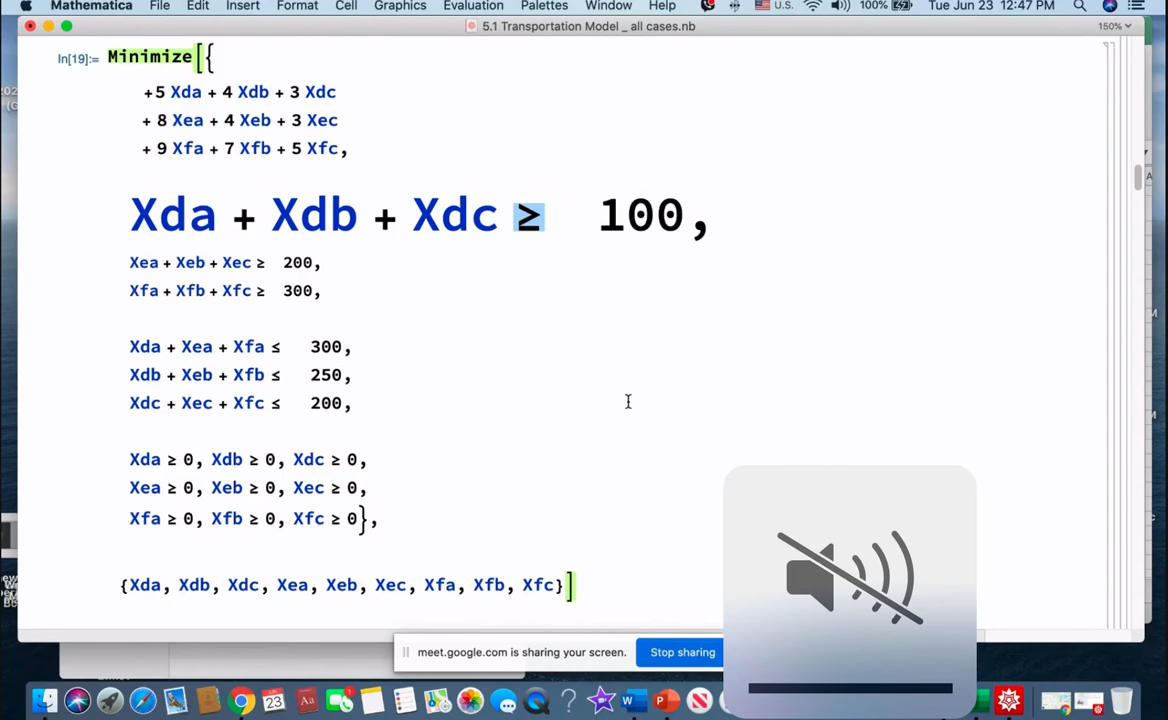 Mathematica File Edit Insert Format Cell Graphics Evaluation Palettes Window Help U.S. 100% Tue Jun 23 12:47 PM
5.1 Transportation Model _ all cases.nb 150%
In[19]:= Minimize[{
+5 Xda + 4 Xdb + 3 Xdc
+ 8 Xea + 4 Xeb + 3 Xec
+ 9 Xfa + 7 Xfb + 5 Xfc,
Xda + Xdb + Xdc ≥ 100,
Xea + Xeb + Xec ≥ 200,
Xfa + Xfb + Xfc ≥ 300,
Xda + Xea + Xfa ≤ 300,
Xdb + Xeb + Xfb ≤ 250,
Xdc + Xec + Xfc ≤ 200,
Xda ≥ 0, Xdb ≥ 0, Xdc ≥ 0,
Xea ≥ 0, Xeb ≥ 0, Xec ≥ 0,
Xfa ≥ 0, Xfb ≥ 0, Xfc ≥ 0},
{Xda, Xdb, Xdc, Xea, Xeb, Xec, Xfa, Xfb, Xfc}]
meet.google.com is sharing your screen. Stop sharing
23